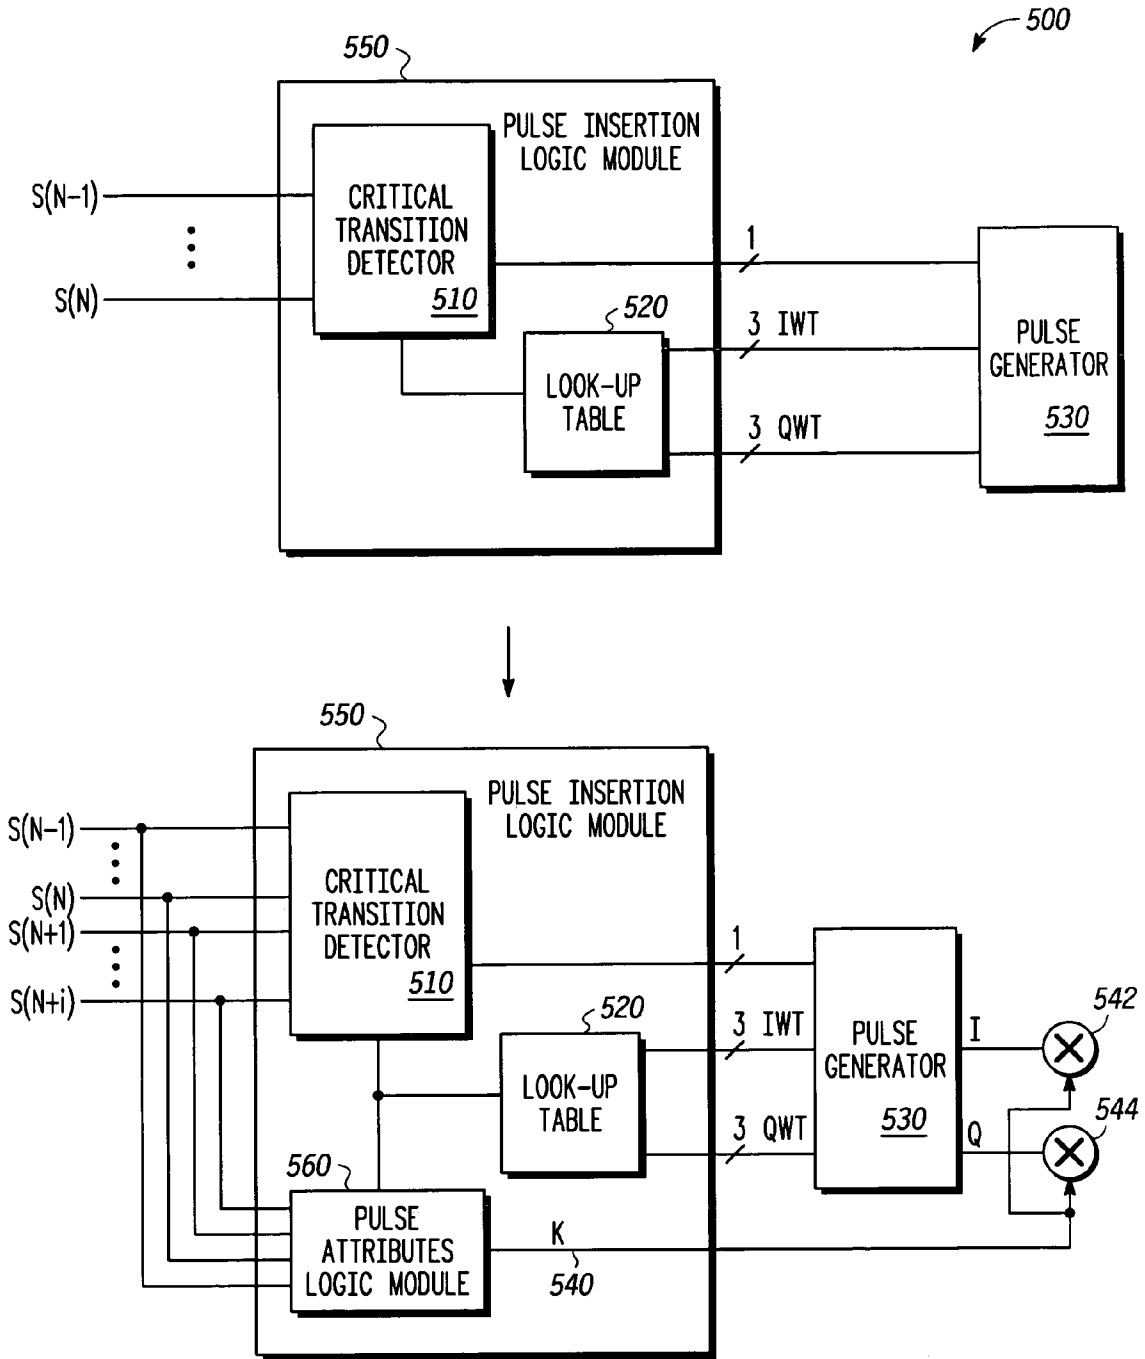 500
550
PULSE INSERTION
LOGIC MODULE
CRITICAL
TRANSITION
DETECTOR
510
S(N-1)
S(N)
520
LOOK-UP
TABLE
1
3 IWT
3 QWT
PULSE
GENERATOR
530
550
PULSE INSERTION
LOGIC MODULE
S(N-1)
S(N)
S(N+1)
S(N+i)
CRITICAL
TRANSITION
DETECTOR
510
520
LOOK-UP
TABLE
1
3 IWT
3 QWT
PULSE
GENERATOR
530
I
Q
542
544
560
PULSE
ATTRIBUTES
LOGIC MODULE
K
540